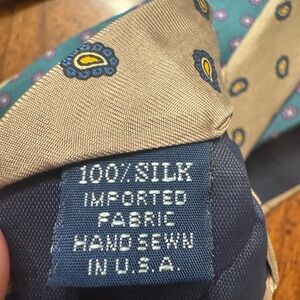 100% SILK
IMPORTED
FABRIC
HAND SEWN
IN U.S.A.